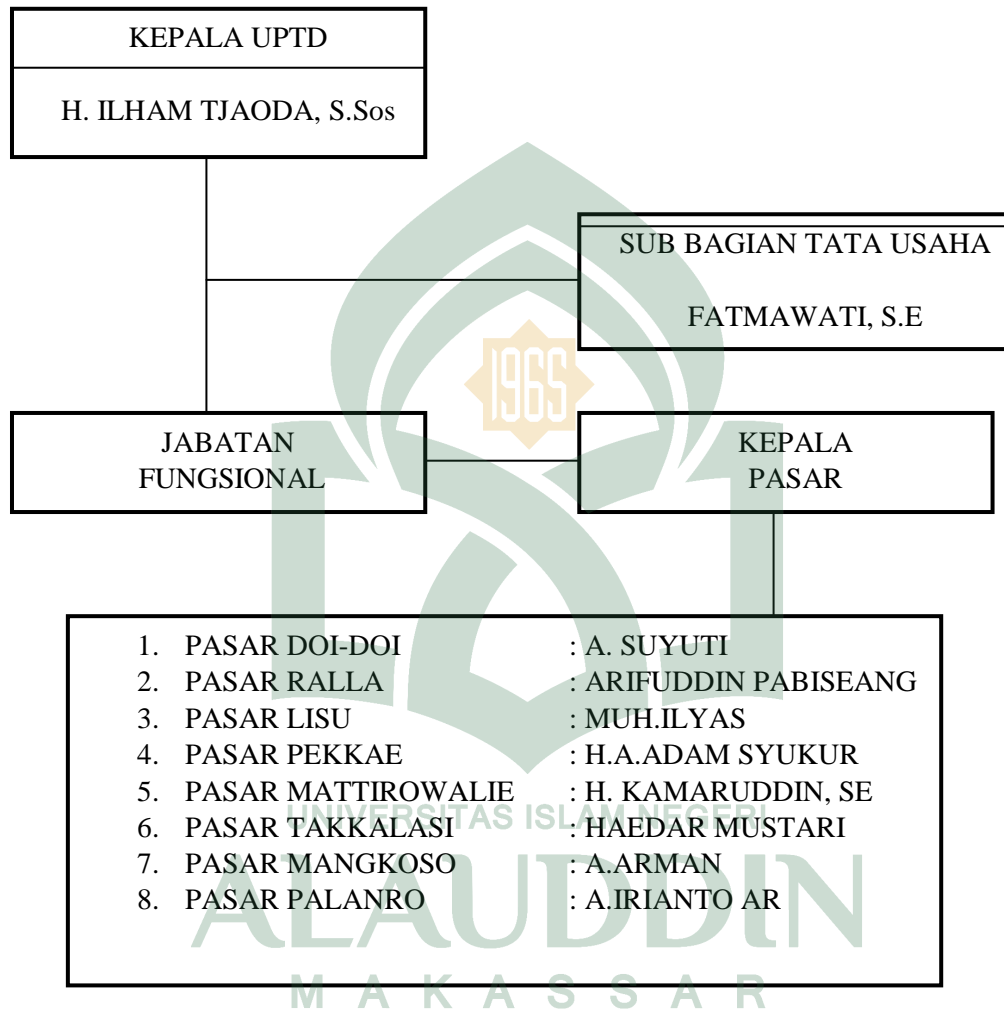 KEPALA UPTD
H. ILHAM TJAODA, S.Sos
SUB BAGIAN TATA USAHA
FATMAWATI, S.E
JABATAN
FUNGSIONAL
KEPALA
PASAR
1. PASAR DOI-DOI : A. SUYUTI
2. PASAR RALLA : ARIFUDDIN PABISEANG
3. PASAR LISU : MUH.ILYAS
4. PASAR PEKKAE : H.A.ADAM SYUKUR
5. PASAR MATTIROWALIE : H. KAMARUDDIN, SE
6. PASAR TAKKALASI : HAEDAR MUSTARI
7. PASAR MANGKOSO : A.ARMAN
8. PASAR PALANRO : A.IRIANTO AR
1965
UNIVERSITAS ISLAM NEGERI
ALAUDDIN
MAKASSAR